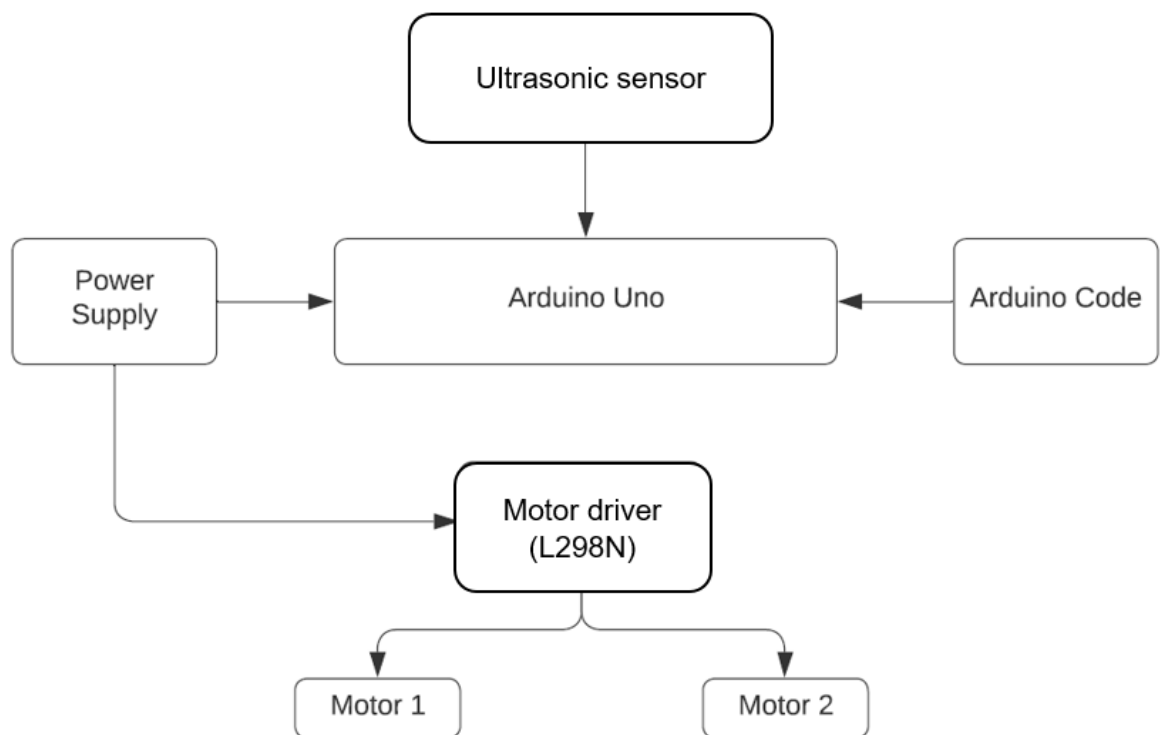 Ultrasonic sensor
Power
Supply
Arduino Uno
Arduino Code
Motor driver
(L298N)
Motor 1
Motor 2